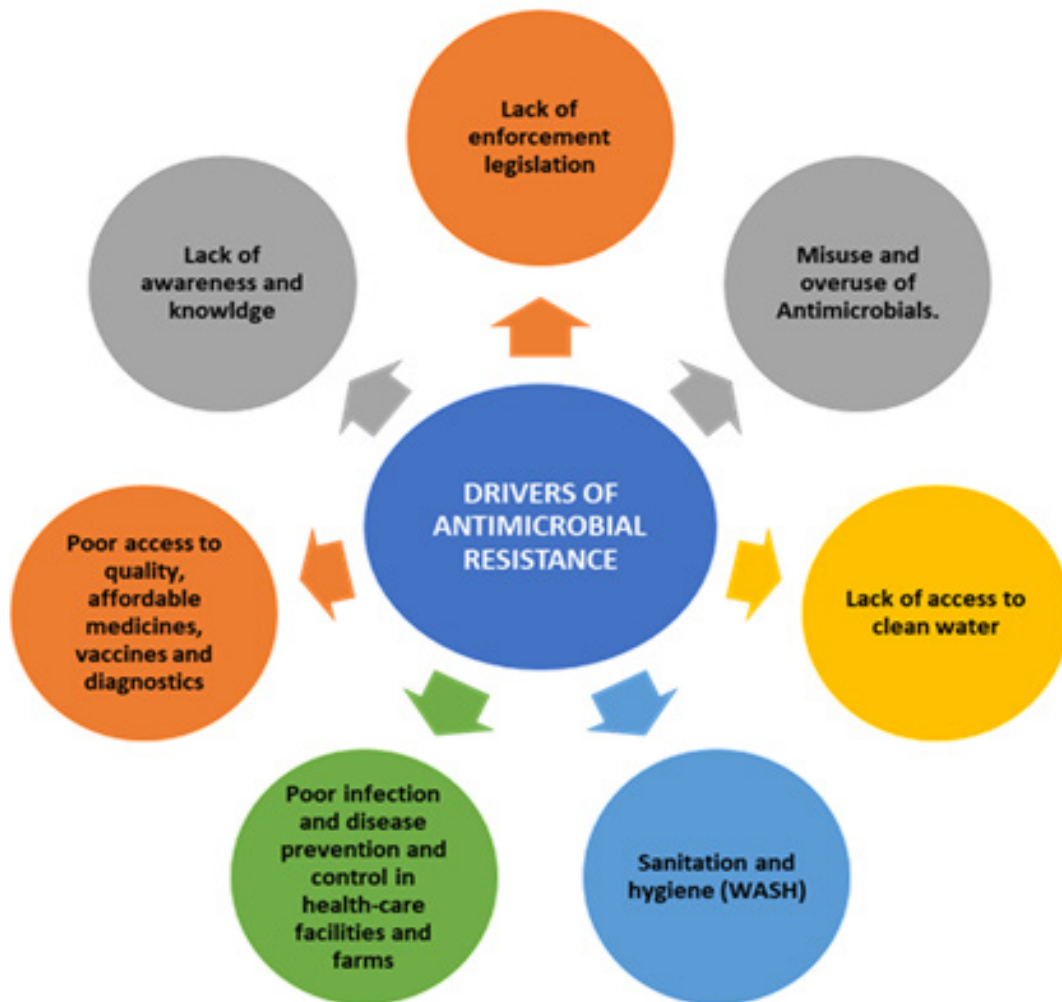 Lack of
enforcement
legislation
Misuse and
overuse of
Antimicrobials.
Lack of access to
clean water
Sanitation and
hygiene (WASH)
Poor infection
and disease
prevention and
control in
health-care
facilities and
farms
Poor access to
quality,
affordable
medicines,
vaccines and
diagnostics
Lack of
awareness and
knowldge
DRIVERS OF
ANTIMICROBIAL
RESISTANCE